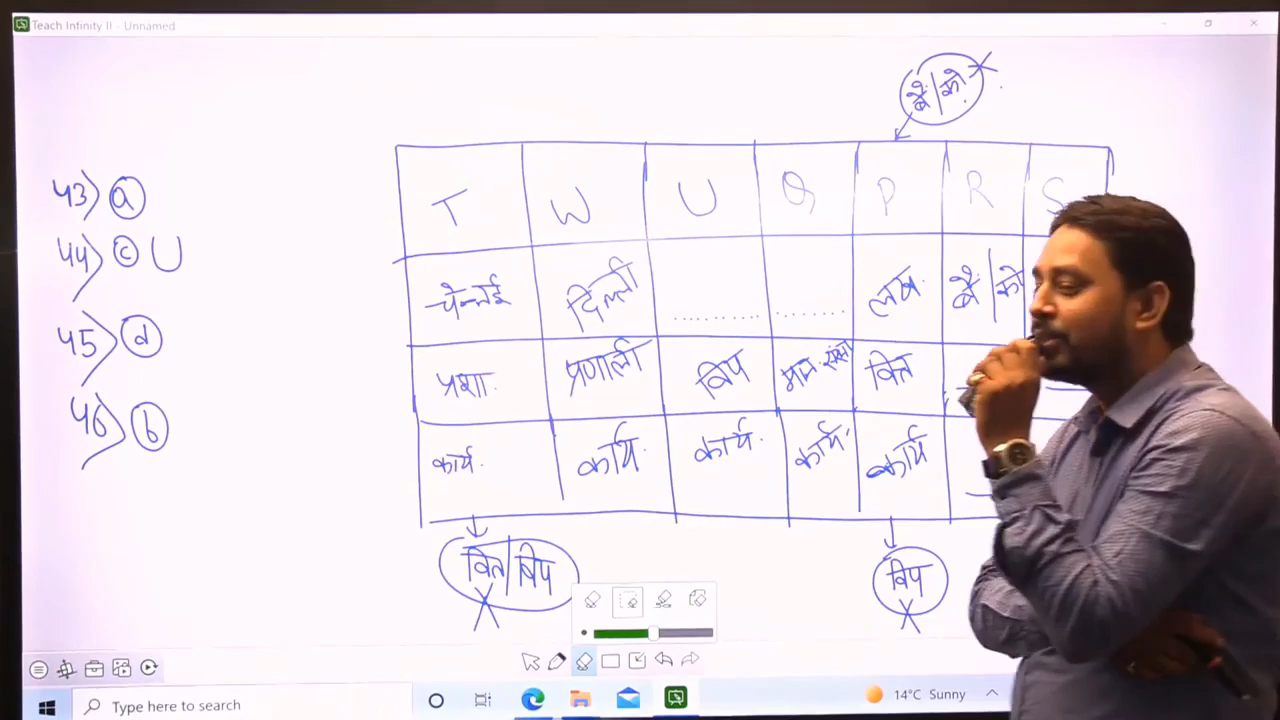 Teach Infinity II - Unnamed
बैं/को ×
43) a
44) c U
45) d
46) b
T W U Q P R S
चेन्नई दिल्ली ........ ........ लख. बैं/को
प्रशा. प्रणाली विप मान. संसा वित्त
कार्य. कार्य. कार्य. कार्य. कार्य
वित्त/विप ×
विप ×
Type here to search
14°C Sunny